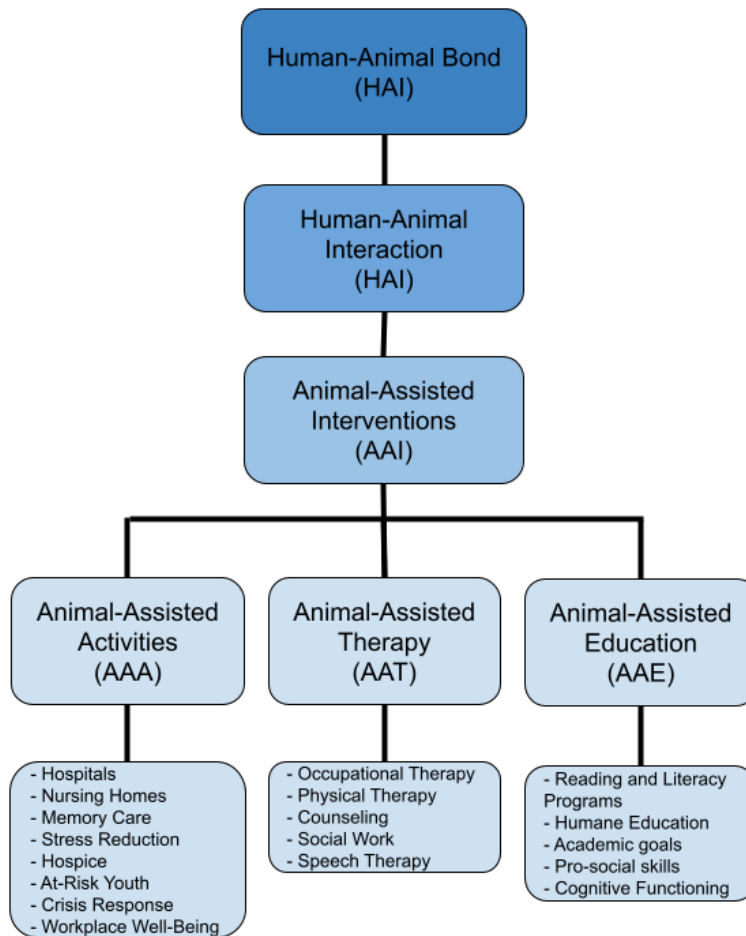 Human-Animal Bond
(HAI)
Human-Animal
Interaction
(HAI)
Animal-Assisted
Interventions
(AAI)
Animal-Assisted
Activities
(AAA)
Animal-Assisted
Therapy
(AAT)
Animal-Assisted
Education
(AAE)
- Hospitals
- Nursing Homes
- Memory Care
- Stress Reduction
- Hospice
- At-Risk Youth
- Crisis Response
- Workplace Well-Being
- Occupational Therapy
- Physical Therapy
- Counseling
- Social Work
- Speech Therapy
- Reading and Literacy
Programs
- Humane Education
- Academic goals
- Pro-social skills
- Cognitive Functioning